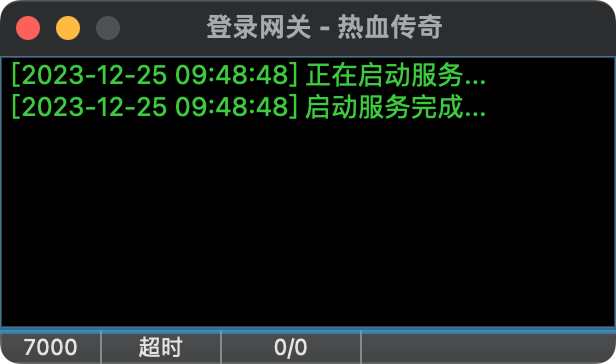 登录网关 - 热血传奇
[2023-12-25 09:48:48] 正在启动服务...
[2023-12-25 09:48:48] 启动服务完成...
7000 超时 0/0